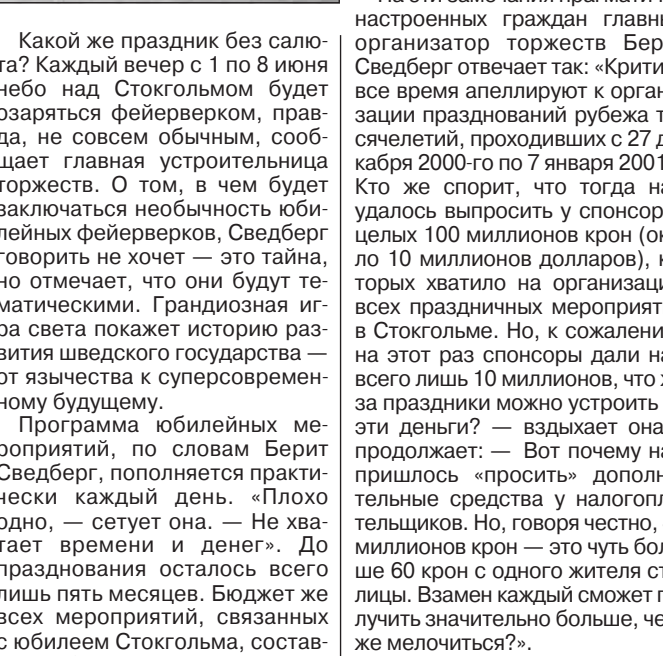 Какой же праздник без салю-
та? Каждый вечер с 1 по 8 июня
небо над Стокгольмом будет
озаряться фейерверком, прав-
да, не совсем обычным, сооб-
щает главная устроительница
торжеств. О том, в чем будет
заключаться необычность юби-
лейных фейерверков, Сведберг
говорить не хочет — это тайна,
но отмечает, что они будут те-
матическими. Грандиозная иг-
ра света покажет историю раз-
вития шведского государства —
от язычества к суперсовремен-
ному будущему.
Программа юбилейных ме-
роприятий, по словам Берит
Сведберг, пополняется практи-
чески каждый день. «Плохо
одно, — сетует она. — Не хва-
тает времени и денег». До
празднования осталось всего
лишь пять месяцев. Бюджет же
всех мероприятий, связанных
с юбилеем Стокгольма, состав-
настроенных граждан главн
организатор торжеств Бер
Сведберг отвечает так: «Крити
все время апеллируют к орган
зации празднований рубежа т
сячелетий, проходивших с 27 д
кабря 2000-го по 7 января 2001
Кто же спорит, что тогда на
удалось выпросить у спонсор
целых 100 миллионов крон (ок
ло 10 миллионов долларов), к
торых хватило на организаци
всех праздничных мероприят
в Стокгольме. Но, к сожалени
на этот раз спонсоры дали на
всего лишь 10 миллионов, что ж
за праздники можно устроить
эти деньги? — вздыхает она
продолжает: — Вот почему на
пришлось «просить» дополн
тельные средства у налогопл
тельщиков. Но, говоря честно,
миллионов крон — это чуть бол
ше 60 крон с одного жителя ст
лицы. Взамен каждый сможет п
лучить значительно больше, че
же мелочиться?».